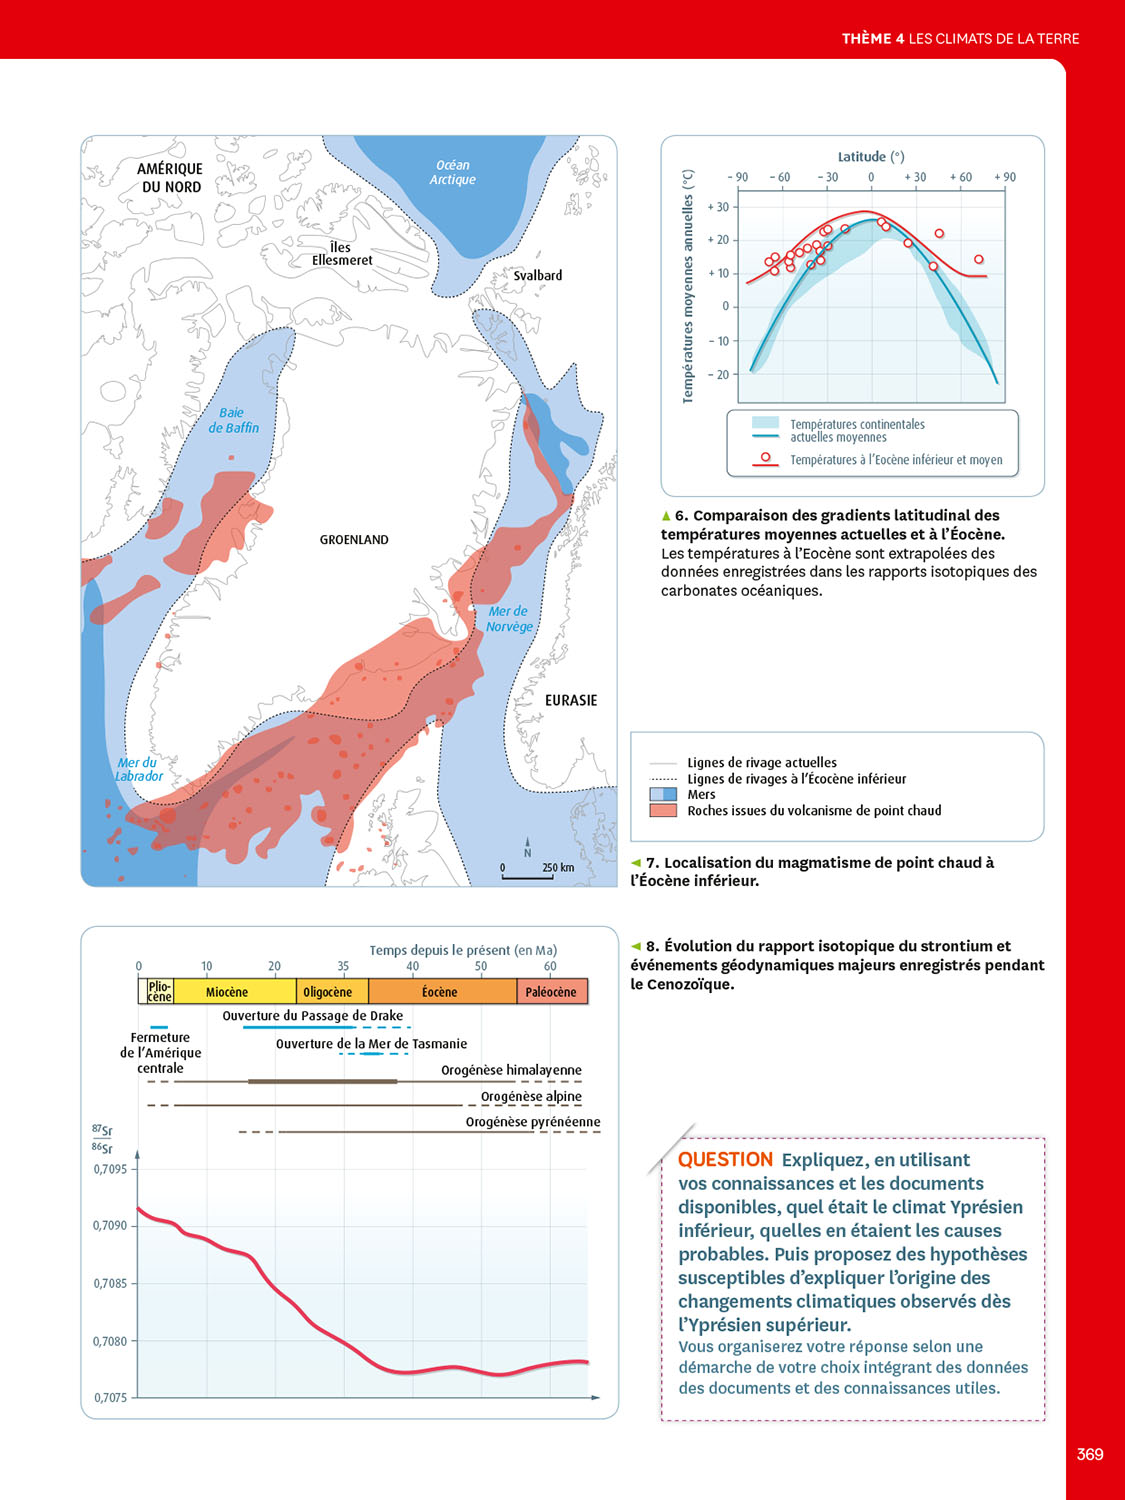 THÈME 4 LES CLIMATS DE LA TERRE
AMÉRIQUE
DU NORD
Océan
Arctique
Îles
Ellesmeret
Svalbard
Baie
de Baffin
GROENLAND
Mer de
Norvège
EURASIE
Mer du
Labrador
N
0 250 km
Latitude (°)
– 90 – 60 – 30 0 + 30 + 60 + 90
Températures moyennes annuelles (°C)
+ 30
+ 20
+ 10
0
– 10
– 20
Températures continentales
actuelles moyennes
Températures à l’Eocène inférieur et moyen
▲ 6. Comparaison des gradients latitudinal des
températures moyennes actuelles et à l’Éocène.
Les températures à l’Eocène sont extrapolées des
données enregistrées dans les rapports isotopiques des
carbonates océaniques.
Lignes de rivage actuelles
Lignes de rivages à l’Écocène inférieur
Mers
Roches issues du volcanisme de point chaud
◄ 7. Localisation du magmatisme de point chaud à
l’Éocène inférieur.
◄ 8. Évolution du rapport isotopique du strontium et
événements géodynamiques majeurs enregistrés pendant
le Cenozoïque.
Temps depuis le présent (en Ma)
0 10 20 35 40 50 60
Plio-
cène
Miocène Oligocène Éocène Paléocène
Ouverture du Passage de Drake
Fermeture
de l’Amérique
centrale
Ouverture de la Mer de Tasmanie
Orogénèse himalayenne
Orogénèse alpine
Orogénèse pyrénéenne
87Sr
86Sr
0,7095
0,7090
0,7085
0,7080
0,7075
QUESTION Expliquez, en utilisant
vos connaissances et les documents
disponibles, quel était le climat Yprésien
inférieur, quelles en étaient les causes
probables. Puis proposez des hypothèses
susceptibles d’expliquer l’origine des
changements climatiques observés dès
l’Yprésien supérieur.
Vous organiserez votre réponse selon une
démarche de votre choix intégrant des données
des documents et des connaissances utiles.
369